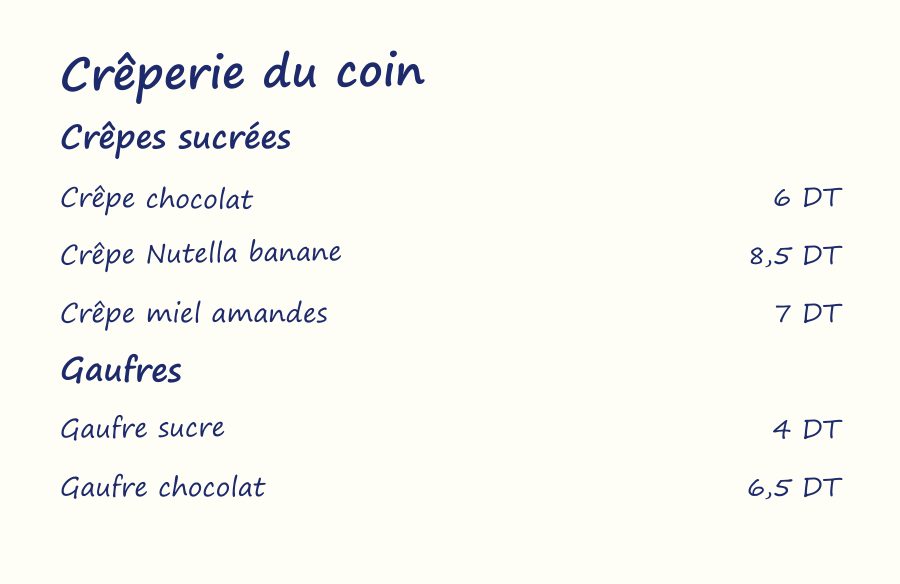 Crêperie du coin
Crêpes sucrées
Crêpe chocolat 6 DT
Crêpe Nutella banane 8,5 DT
Crêpe miel amandes 7 DT
Gaufres
Gaufre sucre 4 DT
Gaufre chocolat 6,5 DT